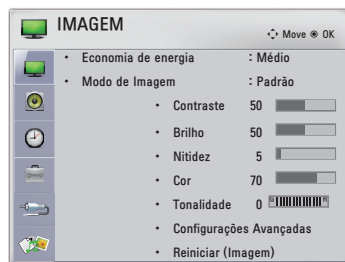 IMAGEM
Move OK
• Economia de energia : Médio
• Modo de Imagem : Padrão
• Contraste 50
• Brilho 50
• Nitidez 5
• Cor 70
• Tonalidade 0 G R
• Configurações Avançadas
• Reiniciar (Imagem)